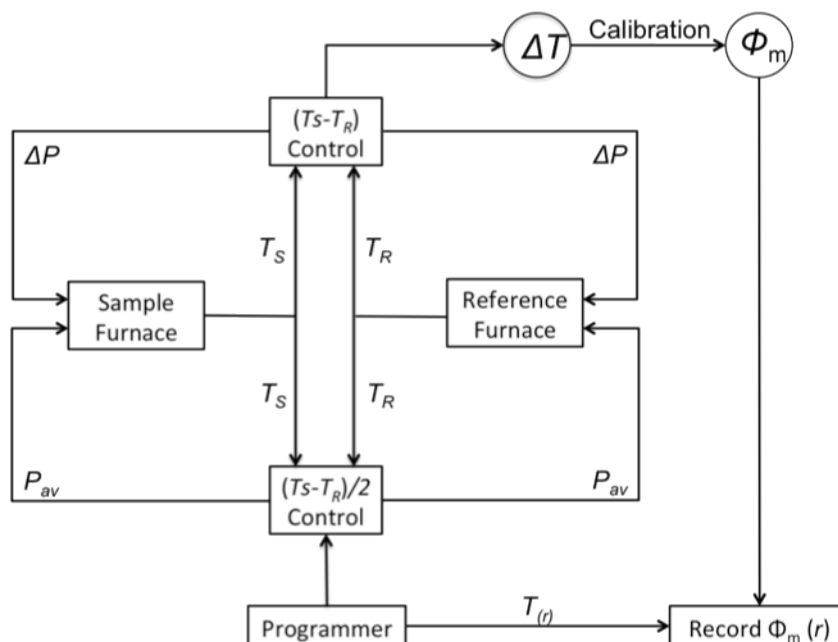 ΔT
Calibration
Φm
(Ts-TR)
Control
ΔP
ΔP
TS
TR
Sample
Furnace
Reference
Furnace
TS
TR
Pav
(Ts-TR)/2
Control
Pav
T(r)
Programmer
Record Φm (r)